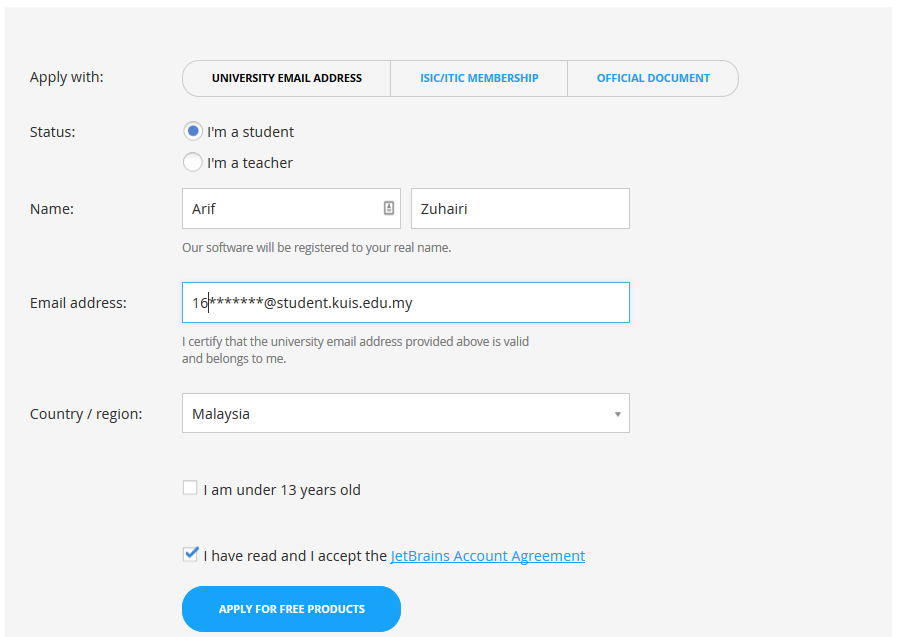 Apply with:
UNIVERSITY EMAIL ADDRESS
ISIC/ITIC MEMBERSHIP
OFFICIAL DOCUMENT
Status:
I'm a student
I'm a teacher
Name:
Arif
Zuhairi
Our software will be registered to your real name.
Email address:
16*******@student.kuis.edu.my
I certify that the university email address provided above is valid
and belongs to me.
Country / region:
Malaysia
I am under 13 years old
I have read and I accept the JetBrains Account Agreement
APPLY FOR FREE PRODUCTS